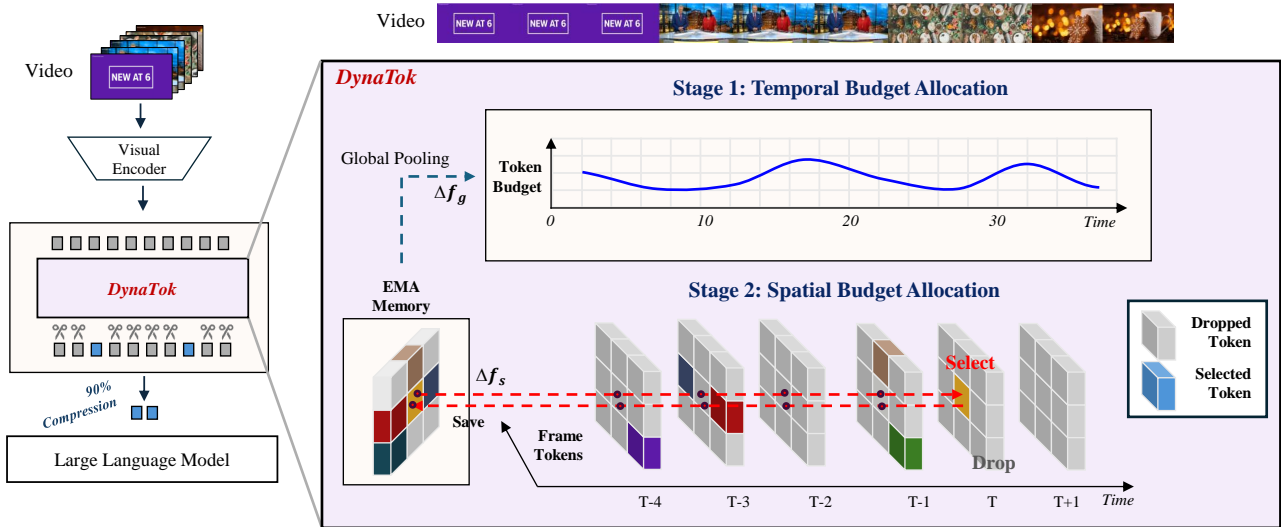 Video
NEW AT 6
NEW AT 6
NEW AT 6
Video
NEW AT 6
Visual
Encoder
DynaTok
90%
Compression
Large Language Model
DynaTok
Stage 1: Temporal Budget Allocation
Global Pooling
Δf_g
Token
Budget
0
10
20
30
Time
Stage 2: Spatial Budget Allocation
EMA
Memory
Δf_s
Save
Select
Drop
Frame
Tokens
T-4
T-3
T-2
T-1
T
T+1
Time
Dropped
Token
Selected
Token